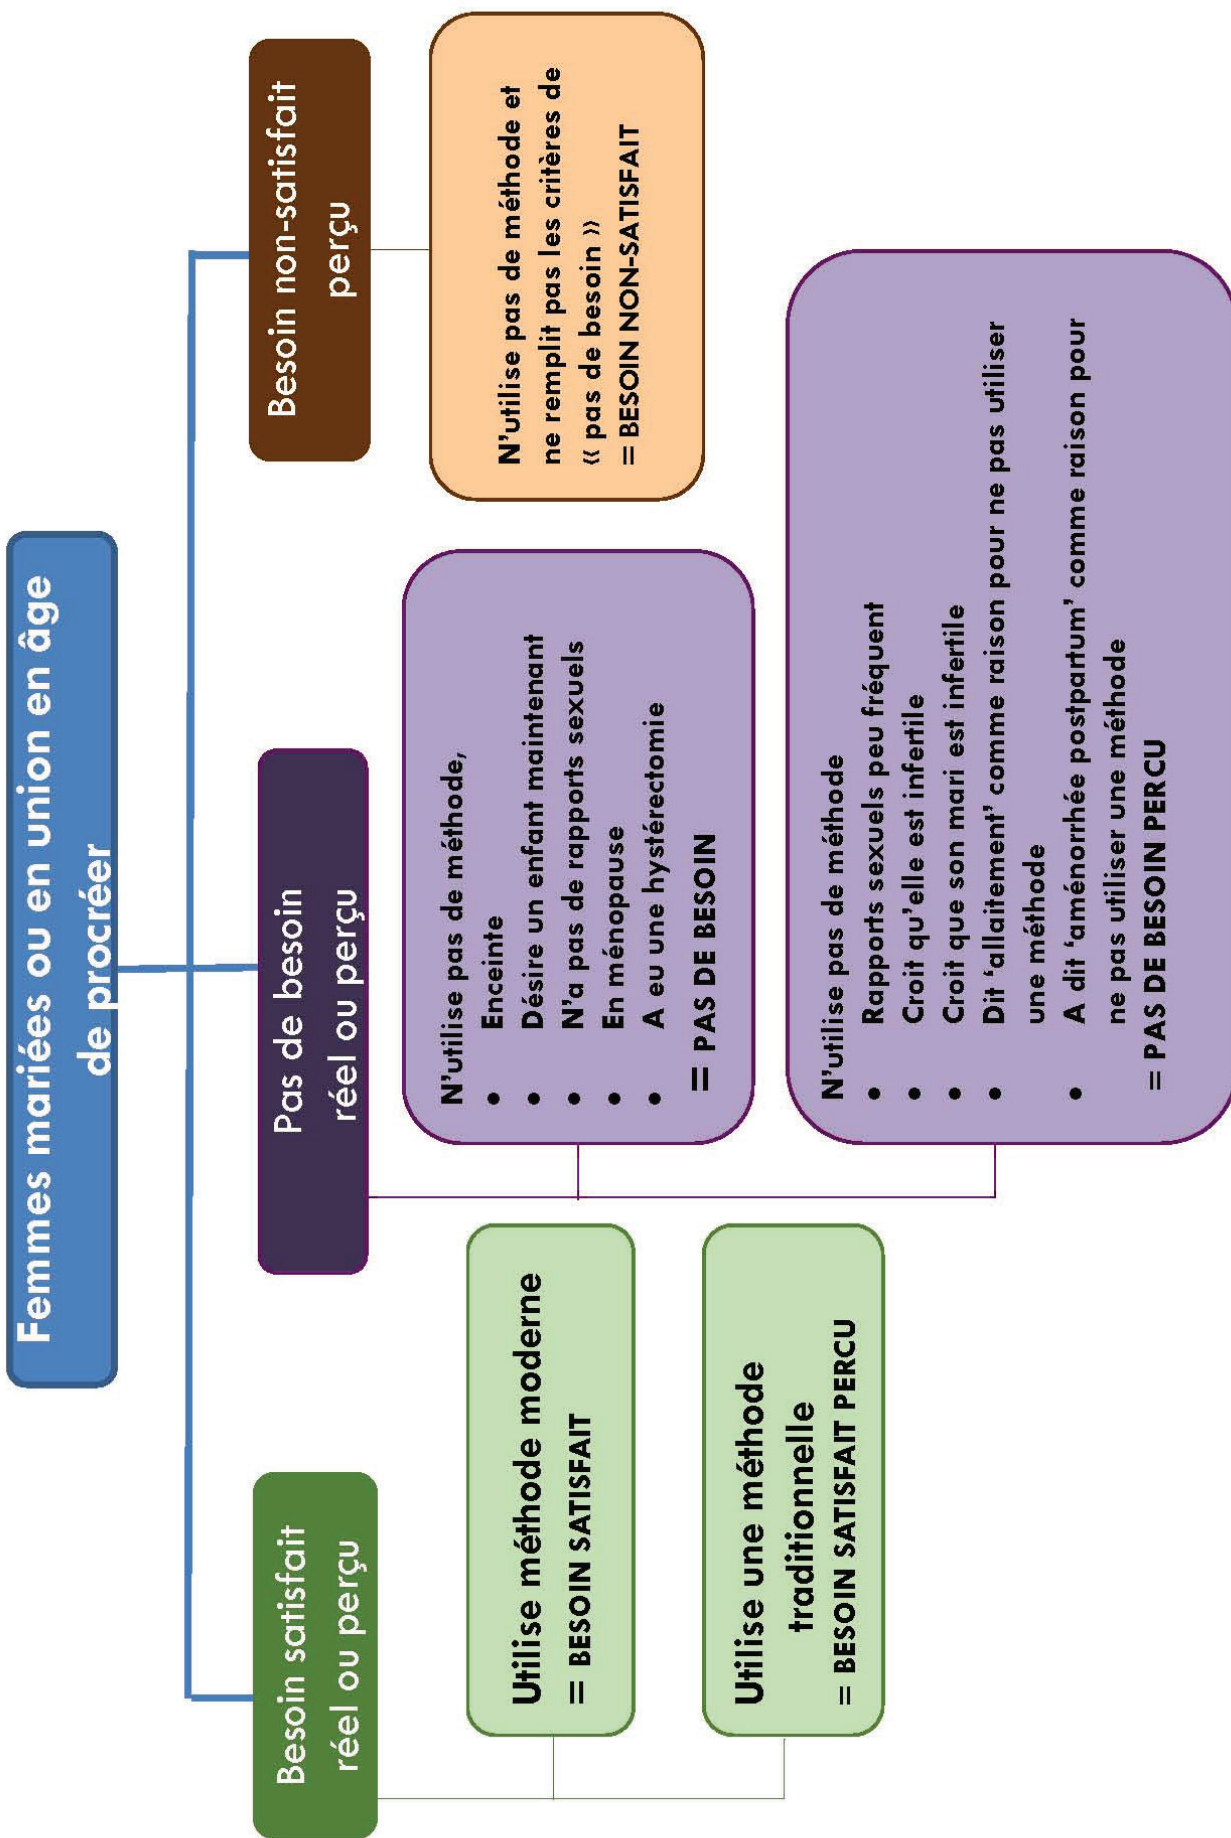 Femmes mariées ou en union en âge
de procréer
Besoin satisfait
réel ou perçu
Utilise méthode moderne
= BESOIN SATISFAIT
Utilise une méthode
traditionnelle
= BESOIN SATISFAIT PERCU
Pas de besoin
réel ou perçu
N'utilise pas de méthode,
• Enceinte
• Désire un enfant maintenant
• N'a pas de rapports sexuels
• En ménopause
• A eu une hystérectomie
= PAS DE BESOIN
N'utilise pas de méthode
• Rapports sexuels peu fréquent
• Croit qu'elle est infertile
• Croit que son mari est infertile
• Dit ‘allaitement’ comme raison pour ne pas utiliser
une méthode
• A dit ‘aménorrhée postpartum’ comme raison pour
ne pas utiliser une méthode
= PAS DE BESOIN PERCU
Besoin non-satisfait
perçu
N'utilise pas de méthode et
ne remplit pas les critères de
« pas de besoin »
= BESOIN NON-SATISFAIT